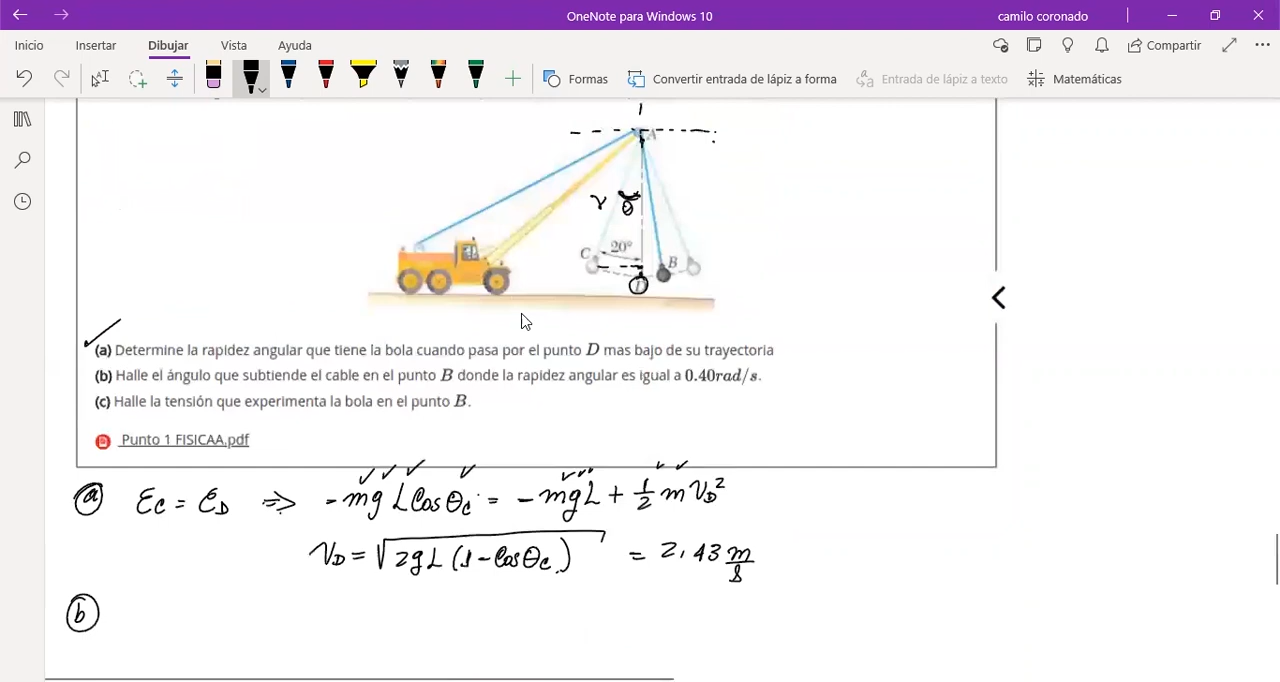 OneNote para Windows 10
camilo coronado
Inicio Insertar Dibujar Vista Ayuda
Compartir
Formas Convertir entrada de lápiz a forma Entrada de lápiz a texto Matemáticas
A
θ
C 20° B
D
(a) Determine la rapidez angular que tiene la bola cuando pasa por el punto D mas bajo de su trayectoria
(b) Halle el ángulo que subtiende el cable en el punto B donde la rapidez angular es igual a 0.40rad/s.
(c) Halle la tensión que experimenta la bola en el punto B.
Punto 1 FISICAA.pdf
(a) Ec = ED ⇒ -mgLCosθc = -mgL + 1/2 mVD²
VD = √2gL(1-Cosθc) = 2,43 m/s
(b)